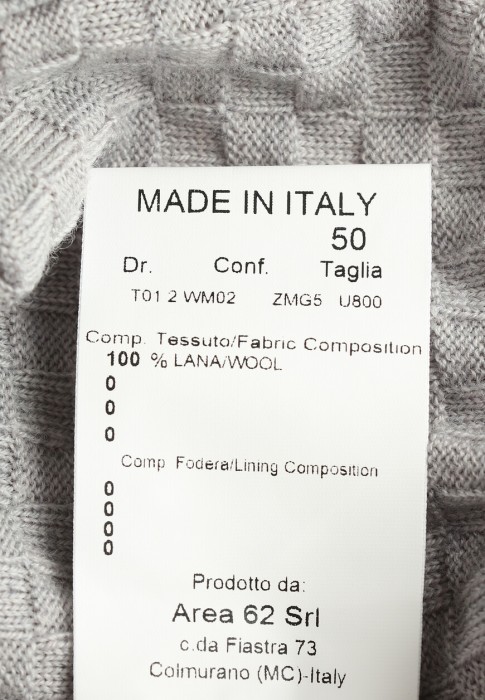 MADE IN ITALY
50
Dr. Conf. Taglia
T01 2 WM02 ZMG5 U800
Comp. Tessuto/Fabric Composition
100 % LANA/WOOL
0
0
0
Comp Fodera/Lining Composition
0
0
0
0
Prodotto da:
Area 62 Srl
c.da Fiastra 73
Colmurano (MC)-Italy